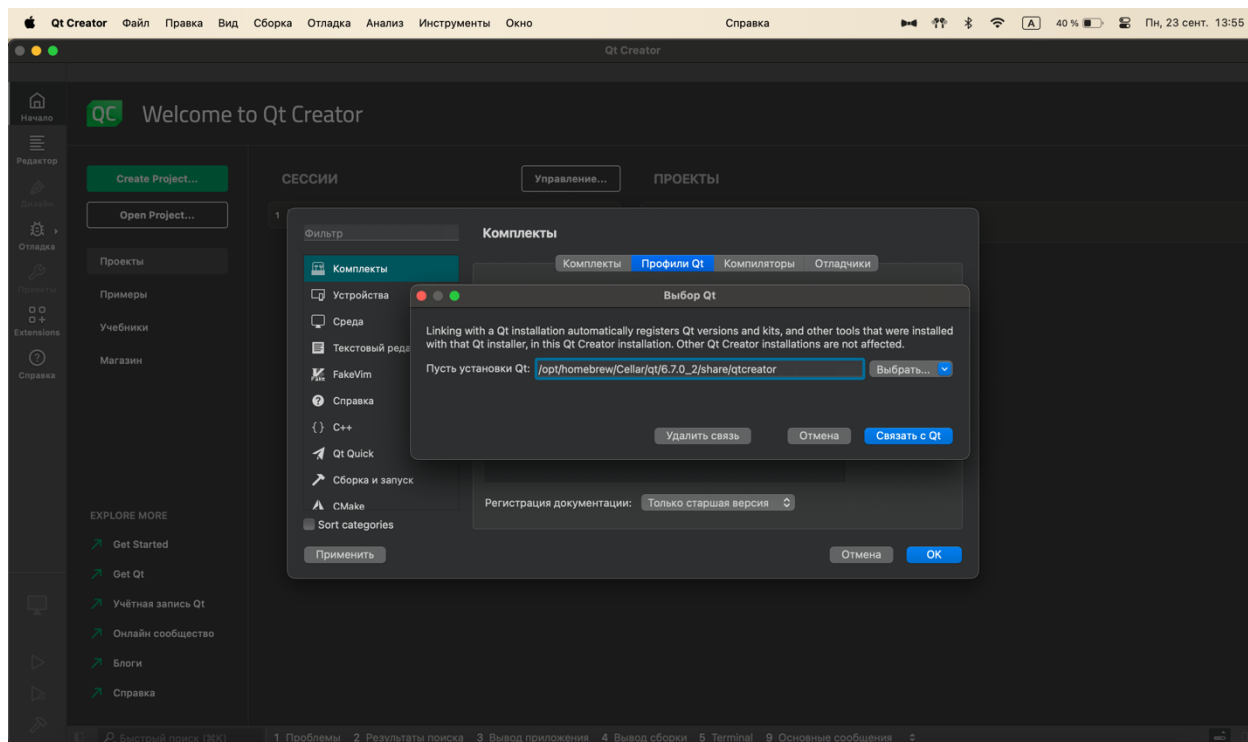 Qt Creator Файл Правка Вид Сборка Отладка Анализ Инструменты Окно Справка A 40 % Пн, 23 сент. 13:55
Qt Creator
Начало
Редактор
Дизайн
Отладка
Проекты
Extensions
Справка
QC Welcome to Qt Creator
Create Project...
Open Project...
Проекты
Примеры
Учебники
Магазин
EXPLORE MORE
Get Started
Get Qt
Учётная запись Qt
Онлайн сообщество
Блоги
Справка
СЕССИИ Управление... ПРОЕКТЫ
1
Фильтр
Комплекты
Комплекты
Устройства
Среда
Текстовый реда
FakeVim
Справка
{ } C++
Qt Quick
Сборка и запуск
CMake
Sort categories
Применить
Комплекты Профили Qt Компиляторы Отладчики
Выбор Qt
Linking with a Qt installation automatically registers Qt versions and kits, and other tools that were installed
with that Qt installer, in this Qt Creator installation. Other Qt Creator installations are not affected.
Пусть установки Qt: /opt/homebrew/Cellar/qt/6.7.0_2/share/qtcreator Выбрать...
Удалить связь Отмена Связать с Qt
Регистрация документации: Только старшая версия
Отмена OK
Быстрый поиск (⌘K) 1 Проблемы 2 Результаты поиска 3 Вывод приложения 4 Вывод сборки 5 Terminal 9 Основные сообщения